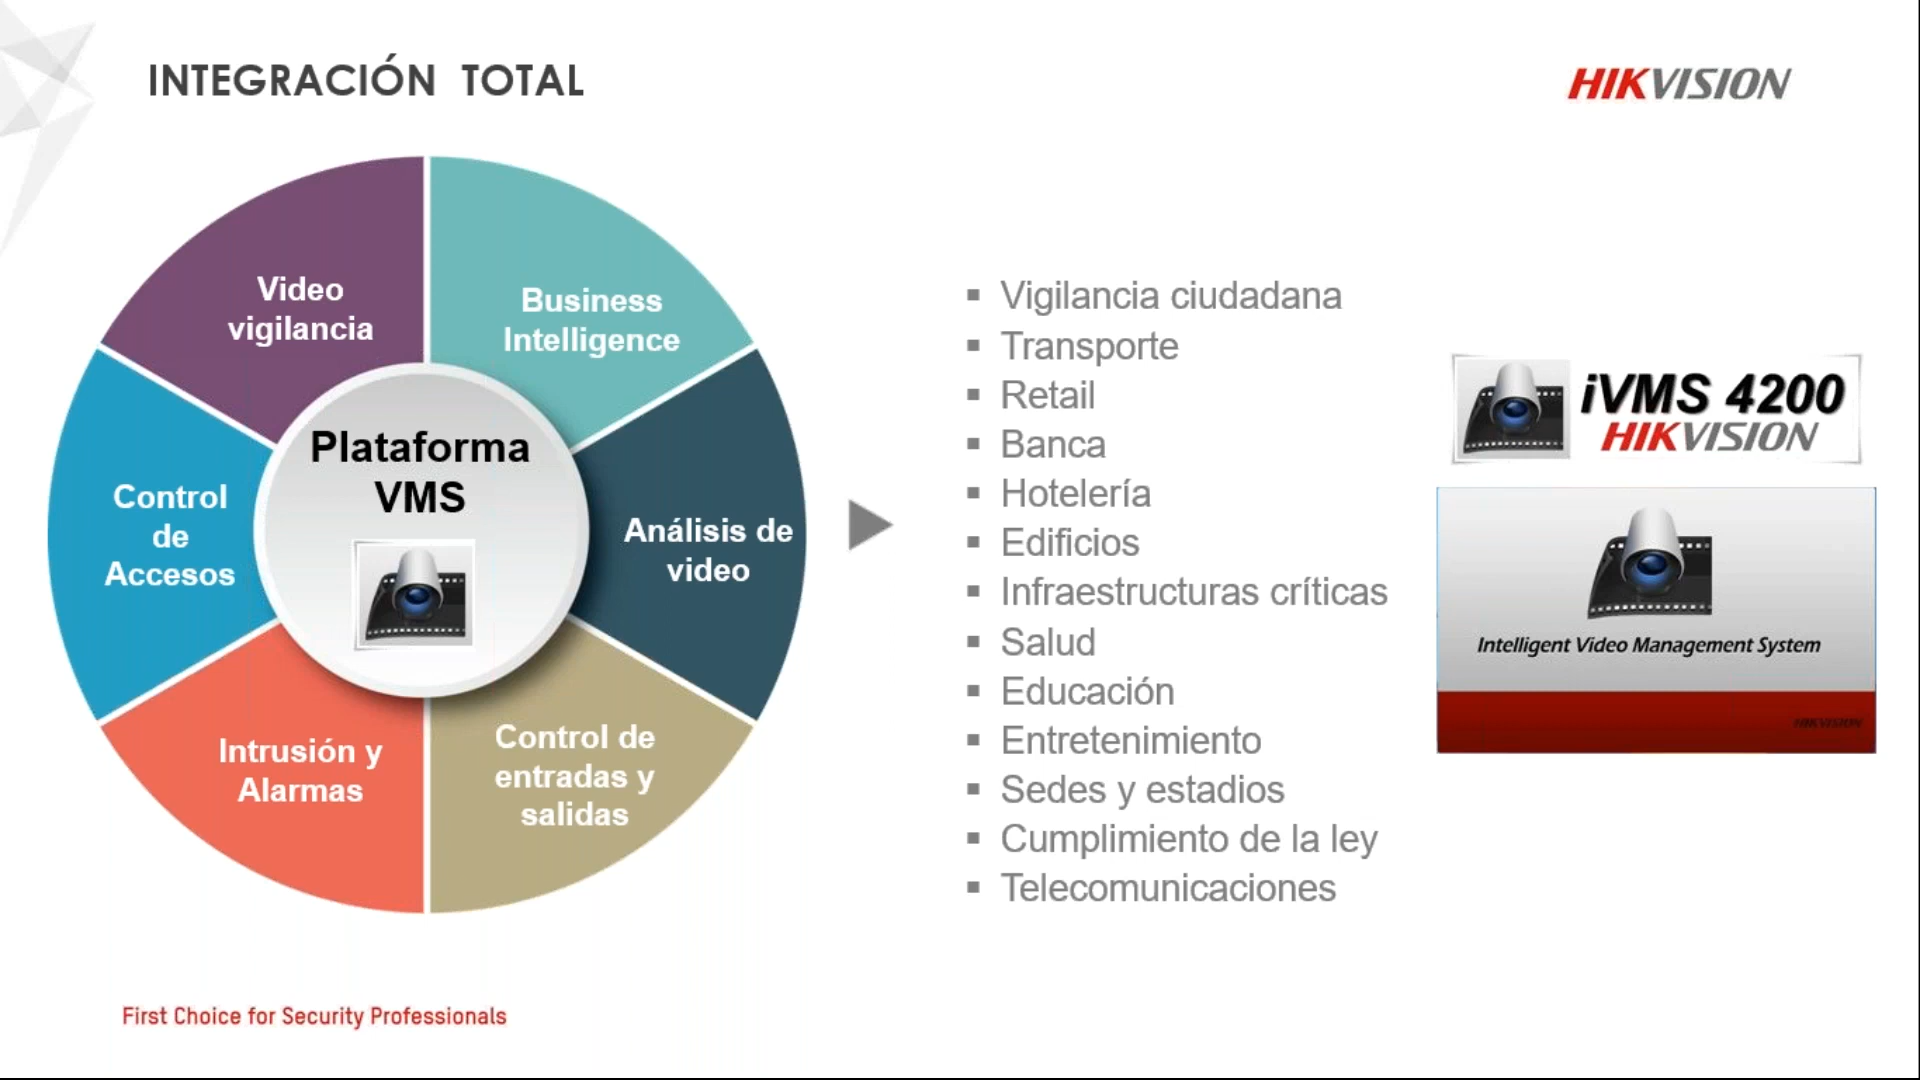 INTEGRACIÓN TOTAL
HIKVISION
Video
vigilancia
Business
Intelligence
Plataforma
VMS
Control
de
Accesos
Análisis de
video
Intrusión y
Alarmas
Control de
entradas y
salidas
▪ Vigilancia ciudadana
▪ Transporte
▪ Retail
▪ Banca
▪ Hotelería
▪ Edificios
▪ Infraestructuras críticas
▪ Salud
▪ Educación
▪ Entretenimiento
▪ Sedes y estadios
▪ Cumplimiento de la ley
▪ Telecomunicaciones
iVMS 4200
HIKVISION
Intelligent Video Management System
HIKVISION
First Choice for Security Professionals